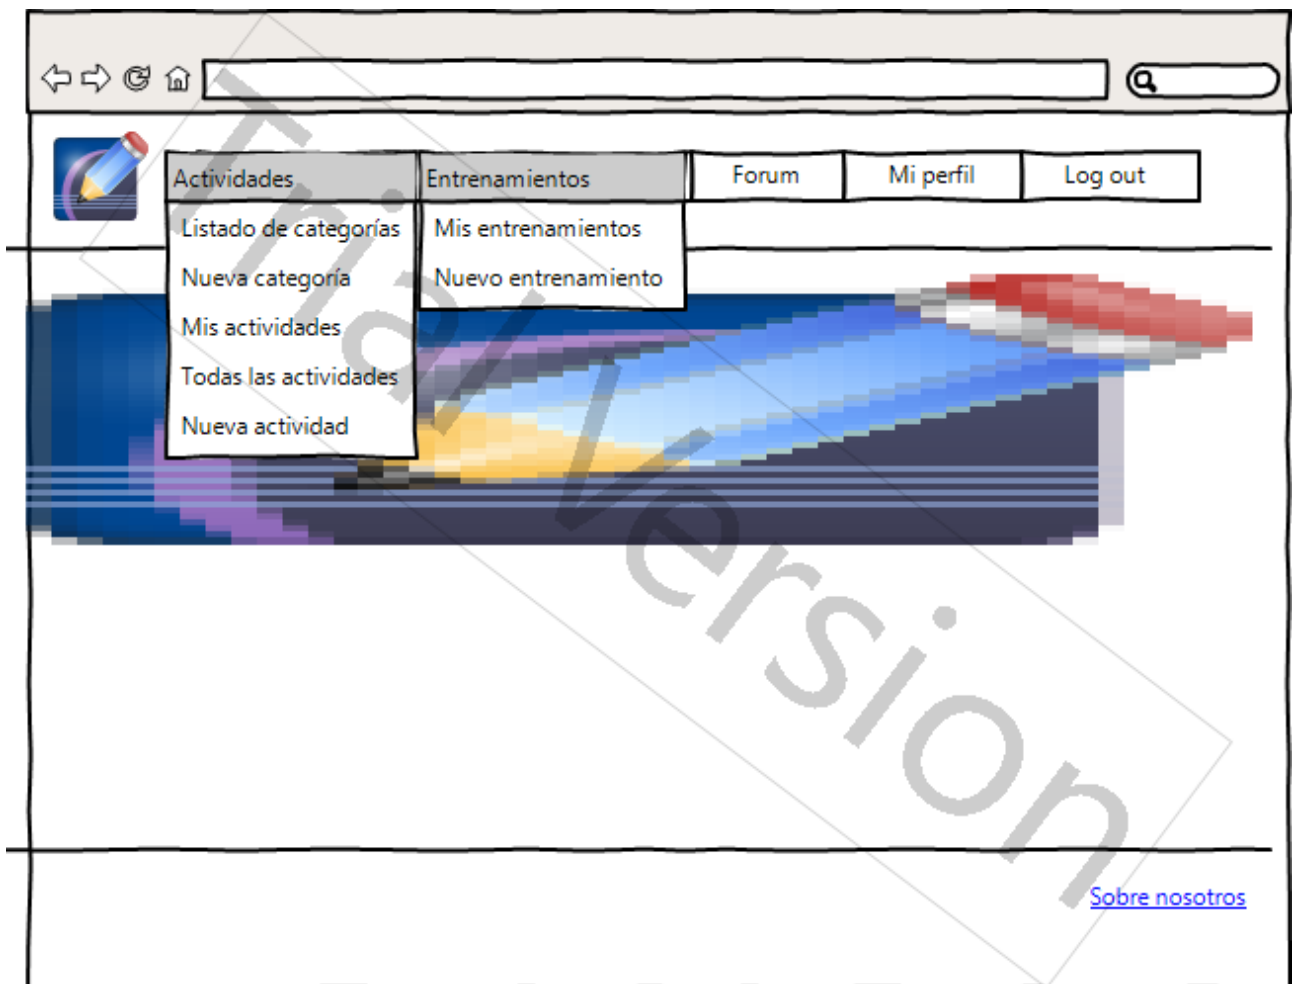 Actividades
Entrenamientos
Forum
Mi perfil
Log out
Listado de categorías
Mis entrenamientos
Nueva categoría
Nuevo entrenamiento
Mis actividades
Todas las actividades
Nueva actividad
Trial Version
Sobre nosotros